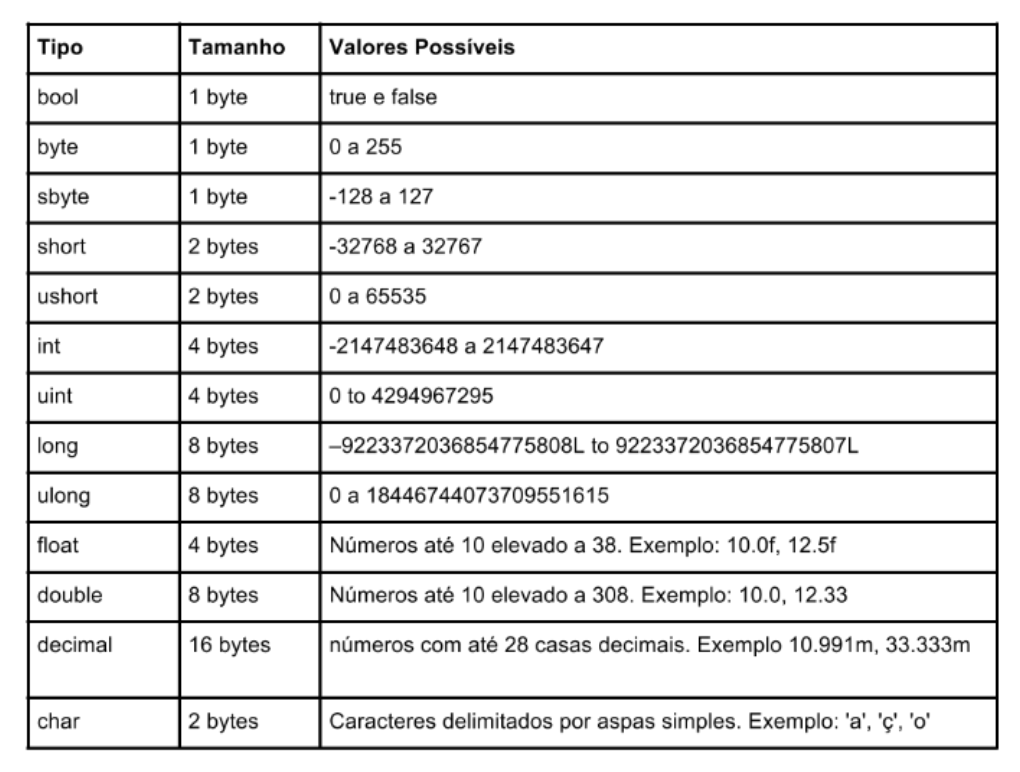 Tipo Tamanho Valores Possíveis
bool 1 byte true e false
byte 1 byte 0 a 255
sbyte 1 byte -128 a 127
short 2 bytes -32768 a 32767
ushort 2 bytes 0 a 65535
int 4 bytes -2147483648 a 2147483647
uint 4 bytes 0 to 4294967295
long 8 bytes –9223372036854775808L to 9223372036854775807L
ulong 8 bytes 0 a 18446744073709551615
float 4 bytes Números até 10 elevado a 38. Exemplo: 10.0f, 12.5f
double 8 bytes Números até 10 elevado a 308. Exemplo: 10.0, 12.33
decimal 16 bytes números com até 28 casas decimais. Exemplo 10.991m, 33.333m
char 2 bytes Caracteres delimitados por aspas simples. Exemplo: 'a', 'ç', 'o'